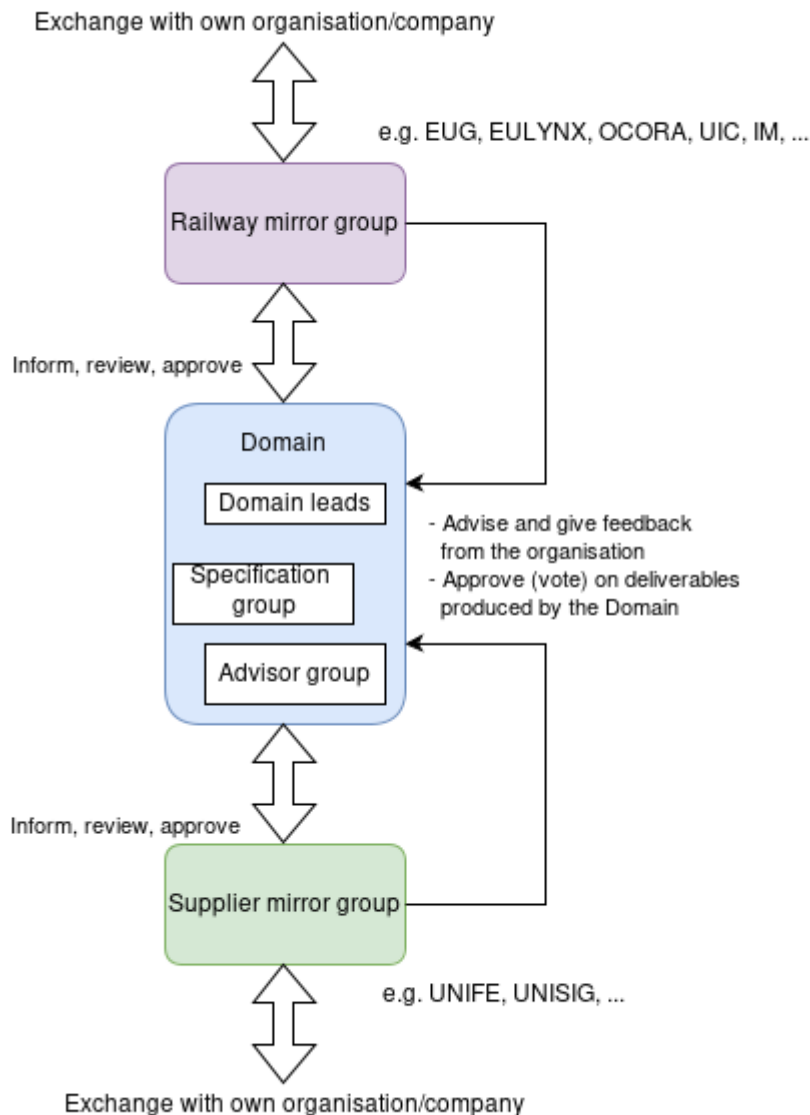 Exchange with own organisation/company
e.g. EUG, EULYNX, OCORA, UIC, IM, ...
Railway mirror group
Inform, review, approve
Domain
Domain leads
Specification
group
Advisor group
- Advise and give feedback
from the organisation
- Approve (vote) on deliverables
produced by the Domain
Inform, review, approve
Supplier mirror group
e.g. UNIFE, UNISIG, ...
Exchange with own organisation/company